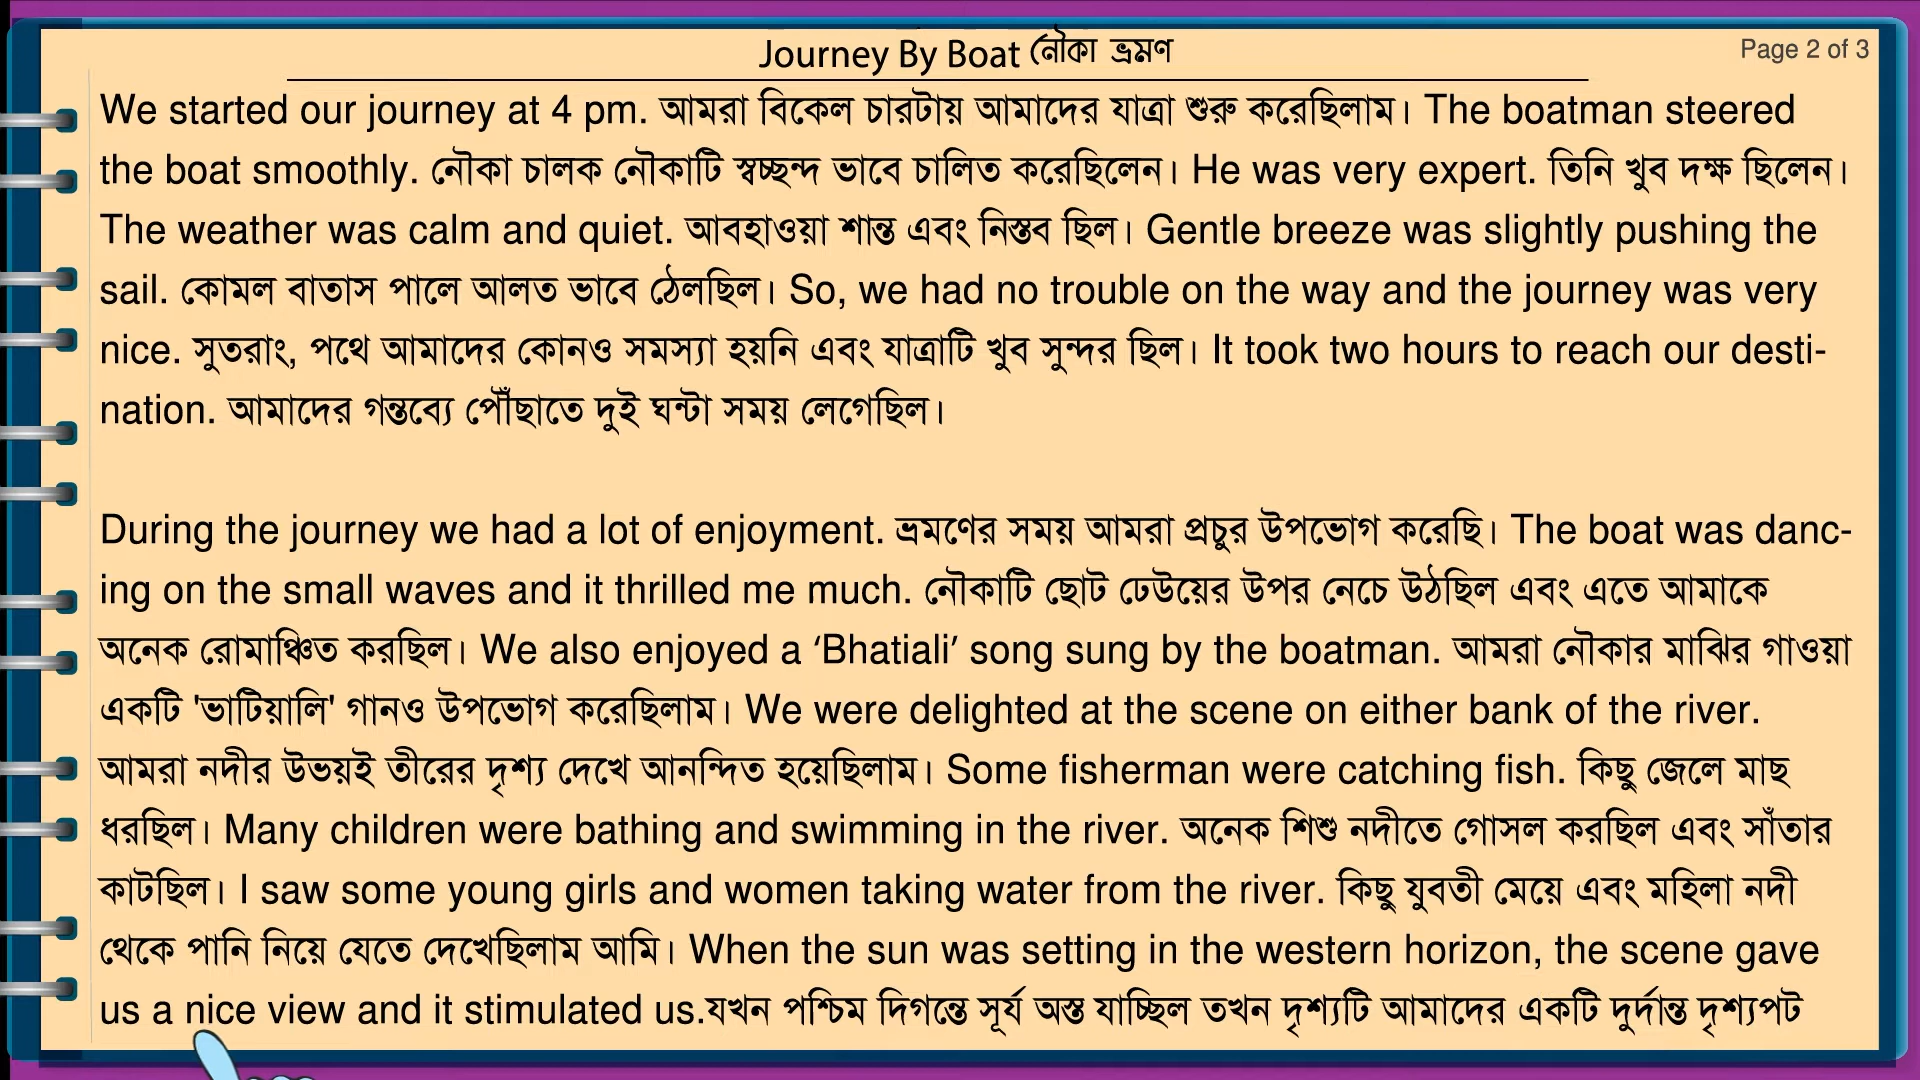 Journey By Boat নৌকা ভ্রমণ
Page 2 of 3
We started our journey at 4 pm. আমরা বিকেল চারটায় আমাদের যাত্রা শুরু করেছিলাম। The boatman steered
the boat smoothly. নৌকা চালক নৌকাটি স্বচ্ছন্দ ভাবে চালিত করেছিলেন। He was very expert. তিনি খুব দক্ষ ছিলেন।
The weather was calm and quiet. আবহাওয়া শান্ত এবং নিস্তব ছিল। Gentle breeze was slightly pushing the
sail. কোমল বাতাস পালে আলত ভাবে ঠেলছিল। So, we had no trouble on the way and the journey was very
nice. সুতরাং, পথে আমাদের কোনও সমস্যা হয়নি এবং যাত্রাটি খুব সুন্দর ছিল। It took two hours to reach our desti-
nation. আমাদের গন্তব্যে পৌঁছাতে দুই ঘন্টা সময় লেগেছিল।
During the journey we had a lot of enjoyment. ভ্রমণের সময় আমরা প্রচুর উপভোগ করেছি। The boat was danc-
ing on the small waves and it thrilled me much. নৌকাটি ছোট ঢেউয়ের উপর নেচে উঠছিল এবং এতে আমাকে
অনেক রোমাঞ্চিত করছিল। We also enjoyed a ‘Bhatiali’ song sung by the boatman. আমরা নৌকার মাঝির গাওয়া
একটি 'ভাটিয়ালি' গানও উপভোগ করেছিলাম। We were delighted at the scene on either bank of the river.
আমরা নদীর উভয়ই তীরের দৃশ্য দেখে আনন্দিত হয়েছিলাম। Some fisherman were catching fish. কিছু জেলে মাছ
ধরছিল। Many children were bathing and swimming in the river. অনেক শিশু নদীতে গোসল করছিল এবং সাঁতার
কাটছিল। I saw some young girls and women taking water from the river. কিছু যুবতী মেয়ে এবং মহিলা নদী
থেকে পানি নিয়ে যেতে দেখেছিলাম আমি। When the sun was setting in the western horizon, the scene gave
us a nice view and it stimulated us.যখন পশ্চিম দিগন্তে সূর্য অস্ত যাচ্ছিল তখন দৃশ্যটি আমাদের একটি দুর্দান্ত দৃশ্যপট